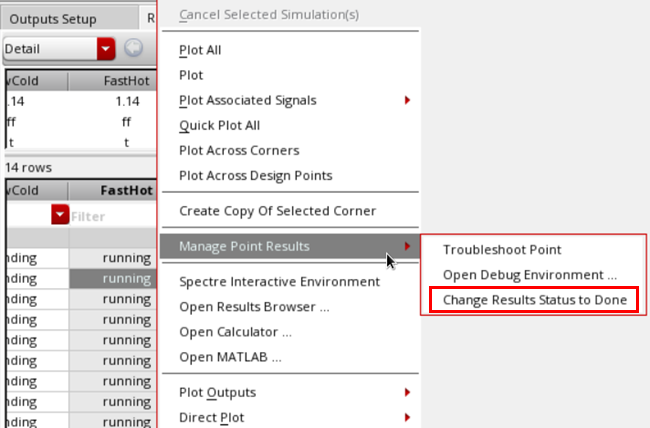 Outputs Setup R
Detail
vCold FastHot
.14 1.14
ff ff
t t
14 rows
vCold FastHot
Filter
nding running
nding running
nding running
nding running
nding running
nding running
nding running
nding running
nding running
Cancel Selected Simulation(s)
Plot All
Plot
Plot Associated Signals
Quick Plot All
Plot Across Corners
Plot Across Design Points
Create Copy Of Selected Corner
Manage Point Results
Spectre Interactive Environment
Open Results Browser ...
Open Calculator ...
Open MATLAB ...
Plot Outputs
Direct Plot
Troubleshoot Point
Open Debug Environment ...
Change Results Status to Done